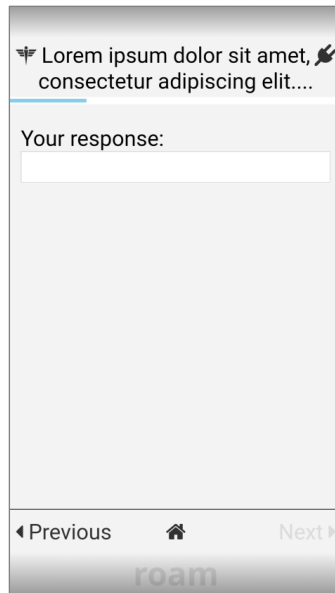 Lorem ipsum dolor sit amet,
consectetur adipiscing elit....
Your response:
Previous
Next
roam